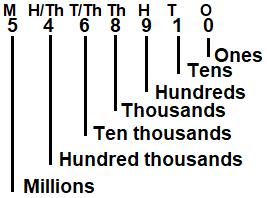 M H/Th T/Th Th H T O
5 4 6 8 9 1 0
Ones
Tens
Hundreds
Thousands
Ten thousands
Hundred thousands
Millions